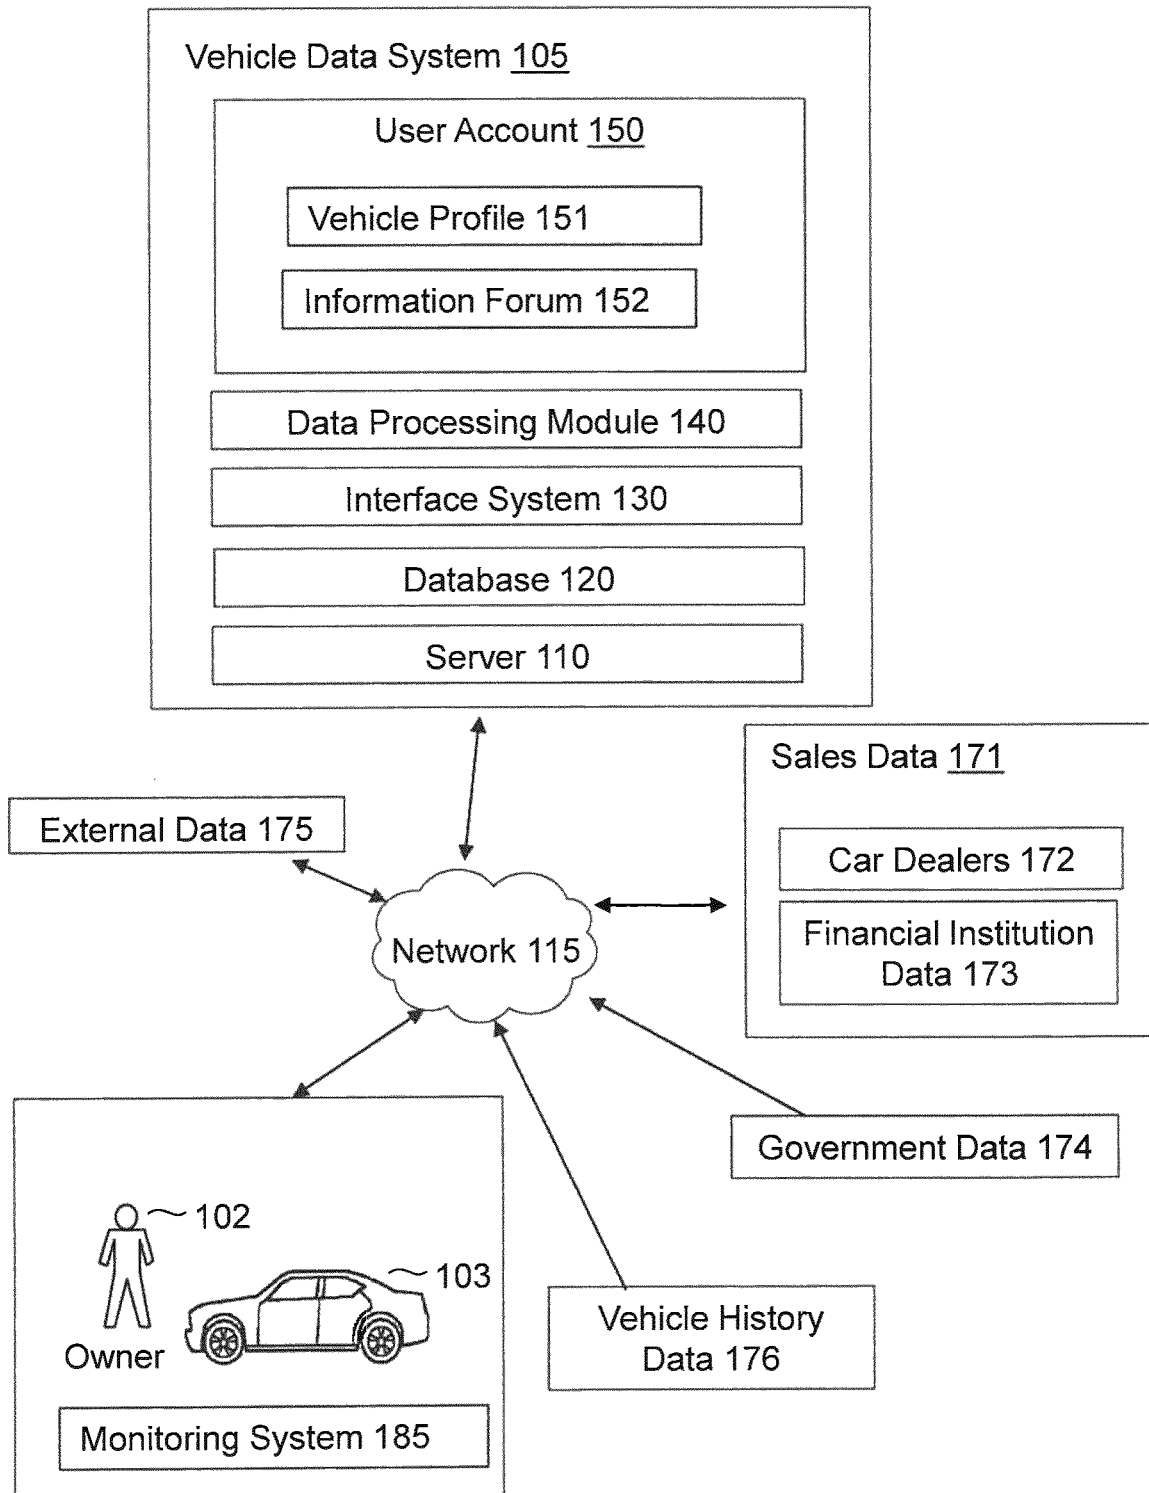 Vehicle Data System 105
User Account 150
Vehicle Profile 151
Information Forum 152
Data Processing Module 140
Interface System 130
Database 120
Server 110
Sales Data 171
External Data 175
Car Dealers 172
Financial Institution
Data 173
Network 115
Government Data 174
102
103
Owner
Vehicle History
Data 176
Monitoring System 185